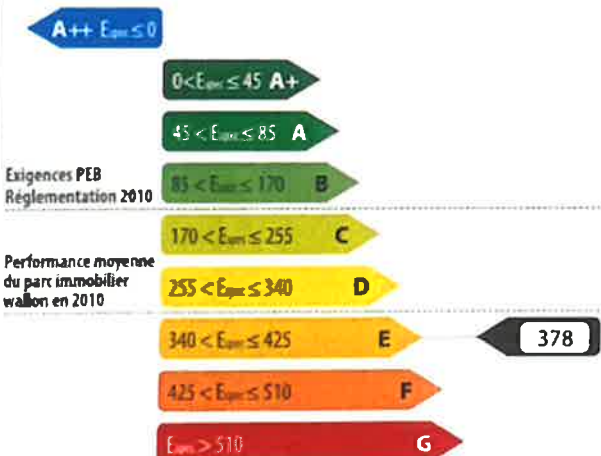 A++ Espec ≤ 0
0 < Espec ≤ 45 A+
45 < Espec ≤ 85 A
Exigences PEB
Réglementation 2010
85 < Espec ≤ 170 B
170 < Espec ≤ 255 C
Performance moyenne
du parc immobilier
wallon en 2010
255 < Espec ≤ 340 D
340 < Espec ≤ 425 E
378
425 < Espec ≤ 510 F
Espec > 510 G